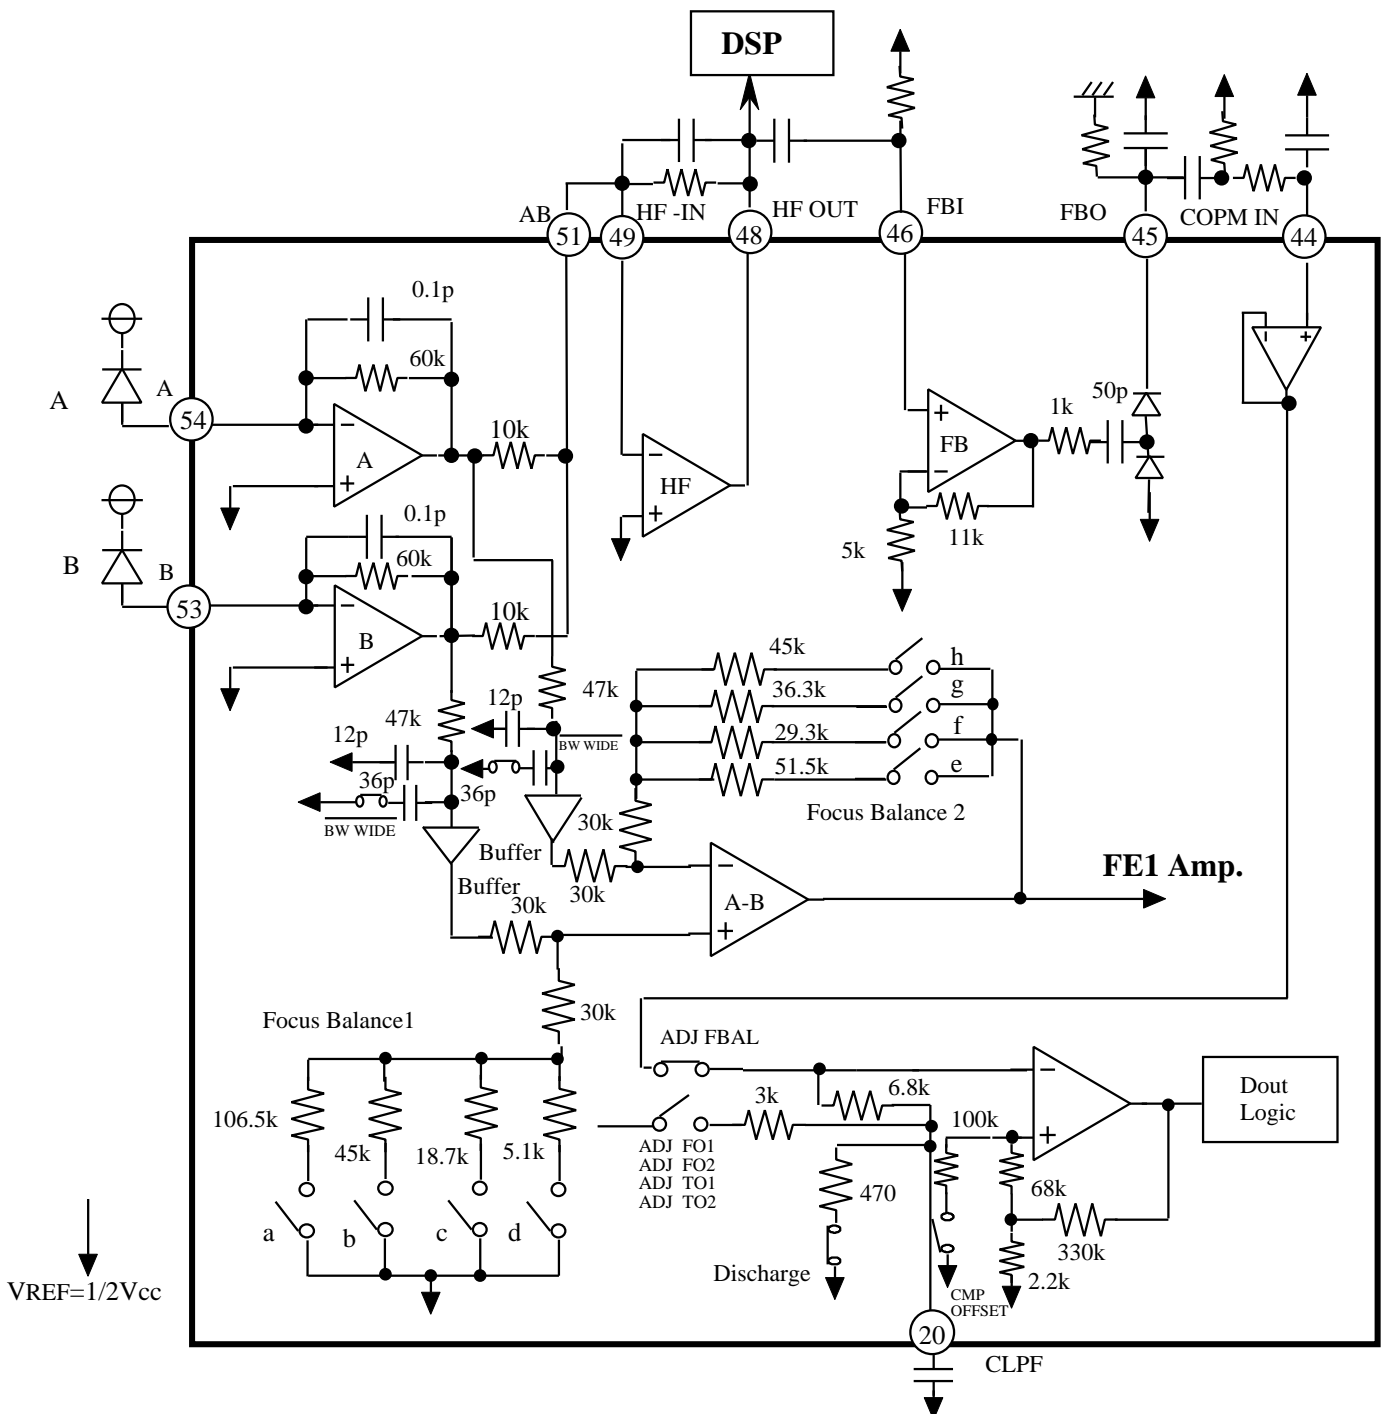 DSP
AB
HF -IN
HF OUT
FBI
FBO
COPM IN
51
49
48
46
45
44
0.1p
60k
A
A
54
10k
−
+
A
−
+
HF
+
−
FB
1k
50p
−
+
11k
5k
B
B
53
0.1p
60k
10k
−
+
B
47k
12p
47k
12p
BW WIDE
36p
36p
BW WIDE
45k
h
36.3k
g
29.3k
f
51.5k
e
Focus Balance 2
30k
Buffer
30k
Buffer
30k
−
+
A-B
FE1 Amp.
30k
Focus Balance1
106.5k
45k
18.7k
5.1k
a
b
c
d
VREF=1/2Vcc
ADJ FBAL
3k
6.8k
ADJ FO1
ADJ FO2
ADJ TO1
ADJ TO2
470
Discharge
100k
−
+
68k
330k
2.2k
CMP
OFFSET
Dout
Logic
20
CLPF